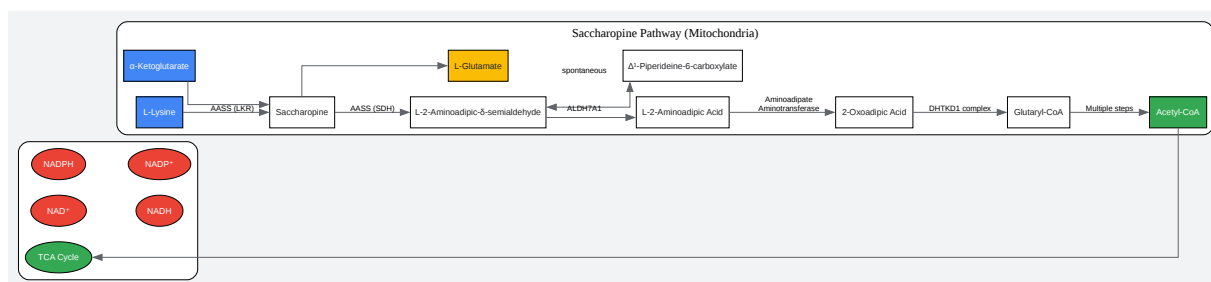 Saccharopine Pathway (Mitochondria)
α-Ketoglutarate
L-Glutamate
spontaneous
Δ¹-Piperideine-6-carboxylate
L-Lysine
AASS (LKR)
Saccharopine
AASS (SDH)
L-2-Aminoadipic-δ-semialdehyde
ALDH7A1
L-2-Aminoadipic Acid
Aminoadipate
Aminotransferase
2-Oxoadipic Acid
DHTKD1 complex
Glutaryl-CoA
Multiple steps
Acetyl-CoA
NADPH
NADP⁺
NAD⁺
NADH
TCA Cycle